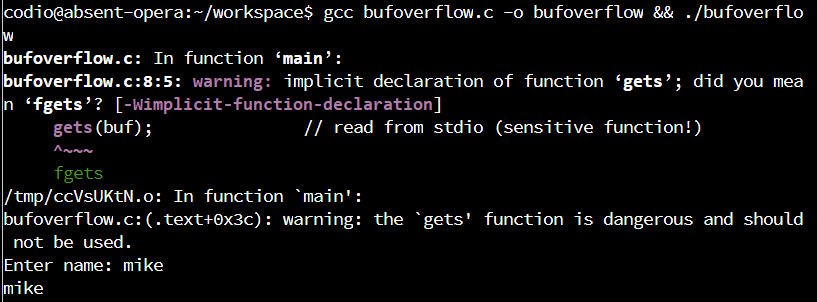 codio@absent-opera:~/workspace$ gcc bufoverflow.c -o bufoverflow && ./bufoverflo
w
bufoverflow.c: In function ‘main’:
bufoverflow.c:8:5: warning: implicit declaration of function ‘gets’; did you mea
n ‘fgets’? [-Wimplicit-function-declaration]
     gets(buf);               // read from stdio (sensitive function!)
     ^~~~
     fgets
/tmp/ccVsUKtN.o: In function `main':
bufoverflow.c:(.text+0x3c): warning: the `gets' function is dangerous and should
 not be used.
Enter name: mike
mike